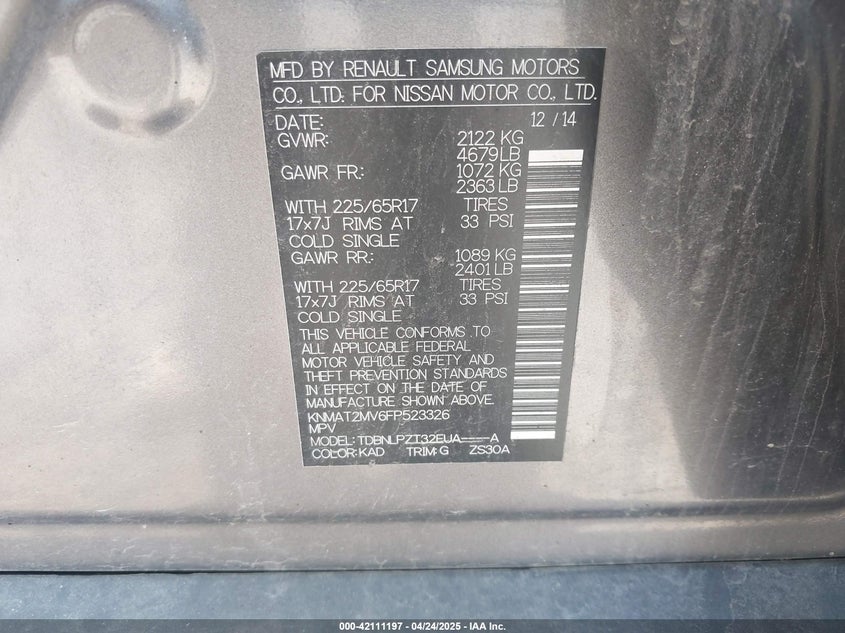 MFD BY RENAULT SAMSUNG MOTORS
CO., LTD. FOR NISSAN MOTOR CO., LTD.
DATE: 12 / 14
GVWR: 2122 KG
4679 LB
GAWR FR: 1072 KG
2363 LB
WITH 225/65R17 TIRES
17x7J RIMS AT 33 PSI
COLD SINGLE
GAWR RR: 1089 KG
2401 LB
WITH 225/65R17 TIRES
17x7J RIMS AT 33 PSI
COLD SINGLE
THIS VEHICLE CONFORMS TO
ALL APPLICABLE FEDERAL
MOTOR VEHICLE SAFETY AND
THEFT PREVENTION STANDARDS
IN EFFECT ON THE DATE OF
MANUFACTURE SHOWN ABOVE.
KNMAT2MV6FP523326
MPV
MODEL: TDBNLPZT32EUA----A
COLOR: KAD TRIM: G ZS30A
000-42111197 - 04/24/2025 - IAA Inc.